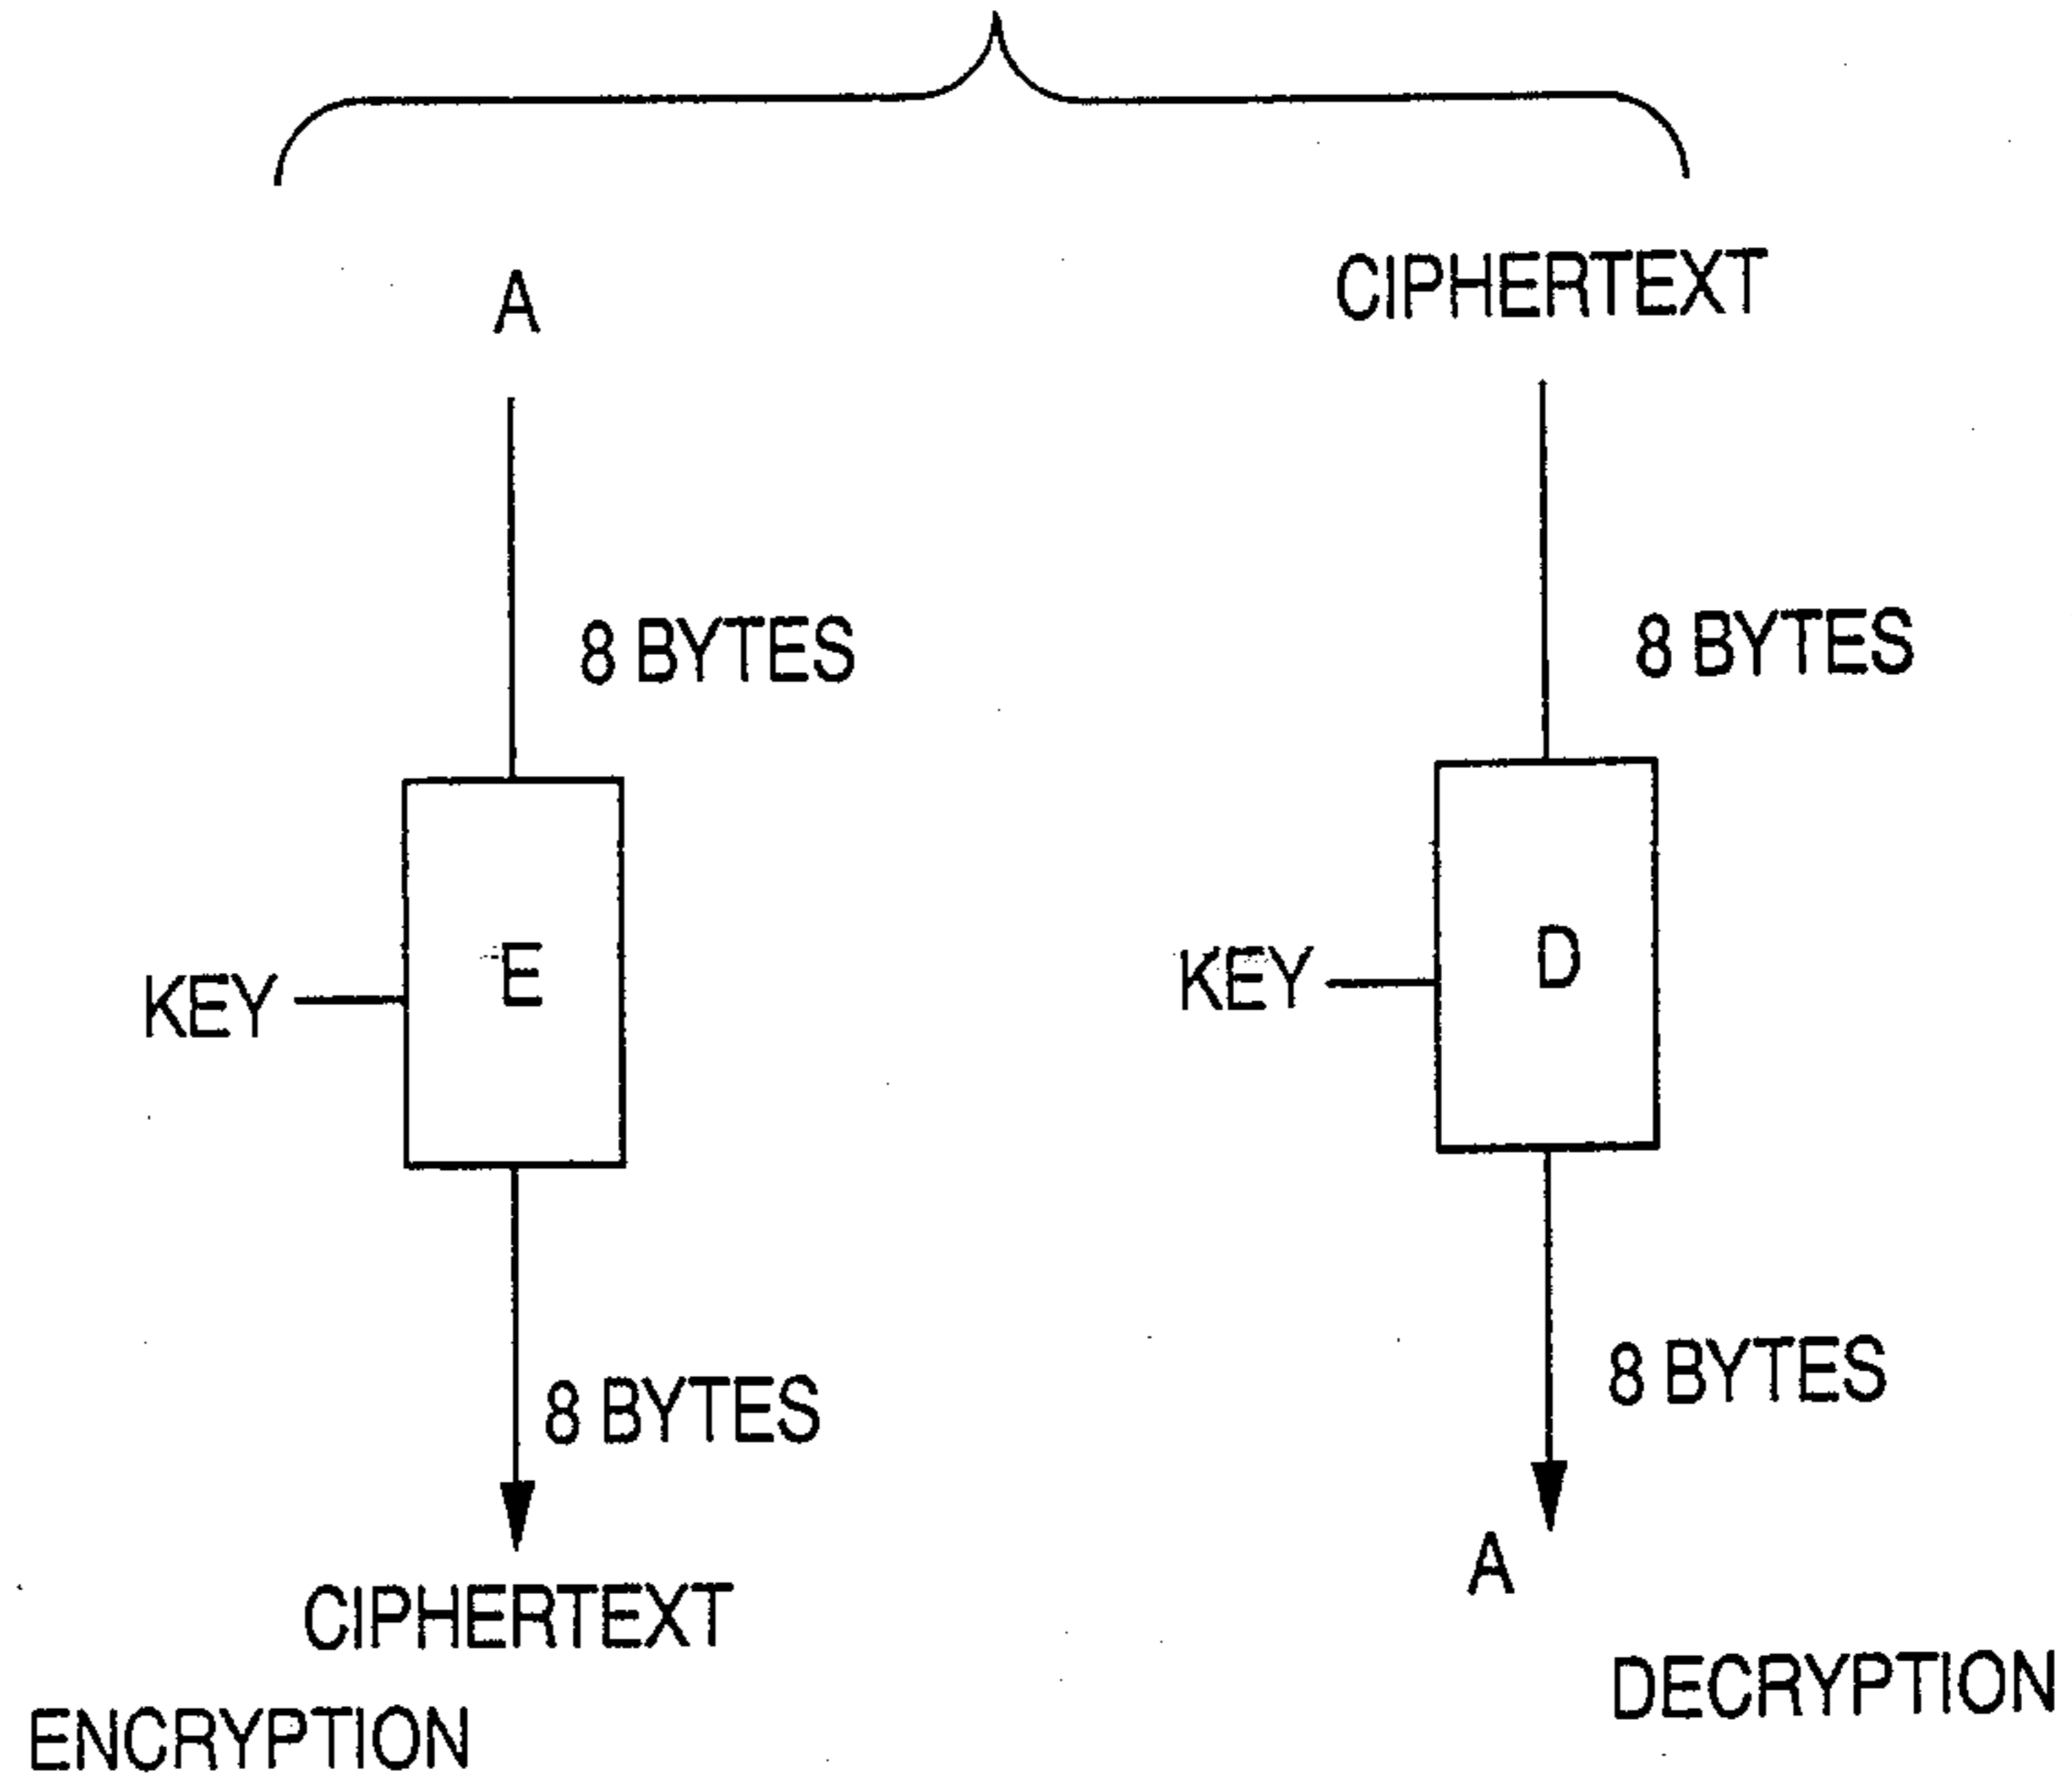 A
8 BYTES
KEY
E
8 BYTES
CIPHERTEXT
ENCRYPTION
CIPHERTEXT
8 BYTES
KEY
D
8 BYTES
A
DECRYPTION